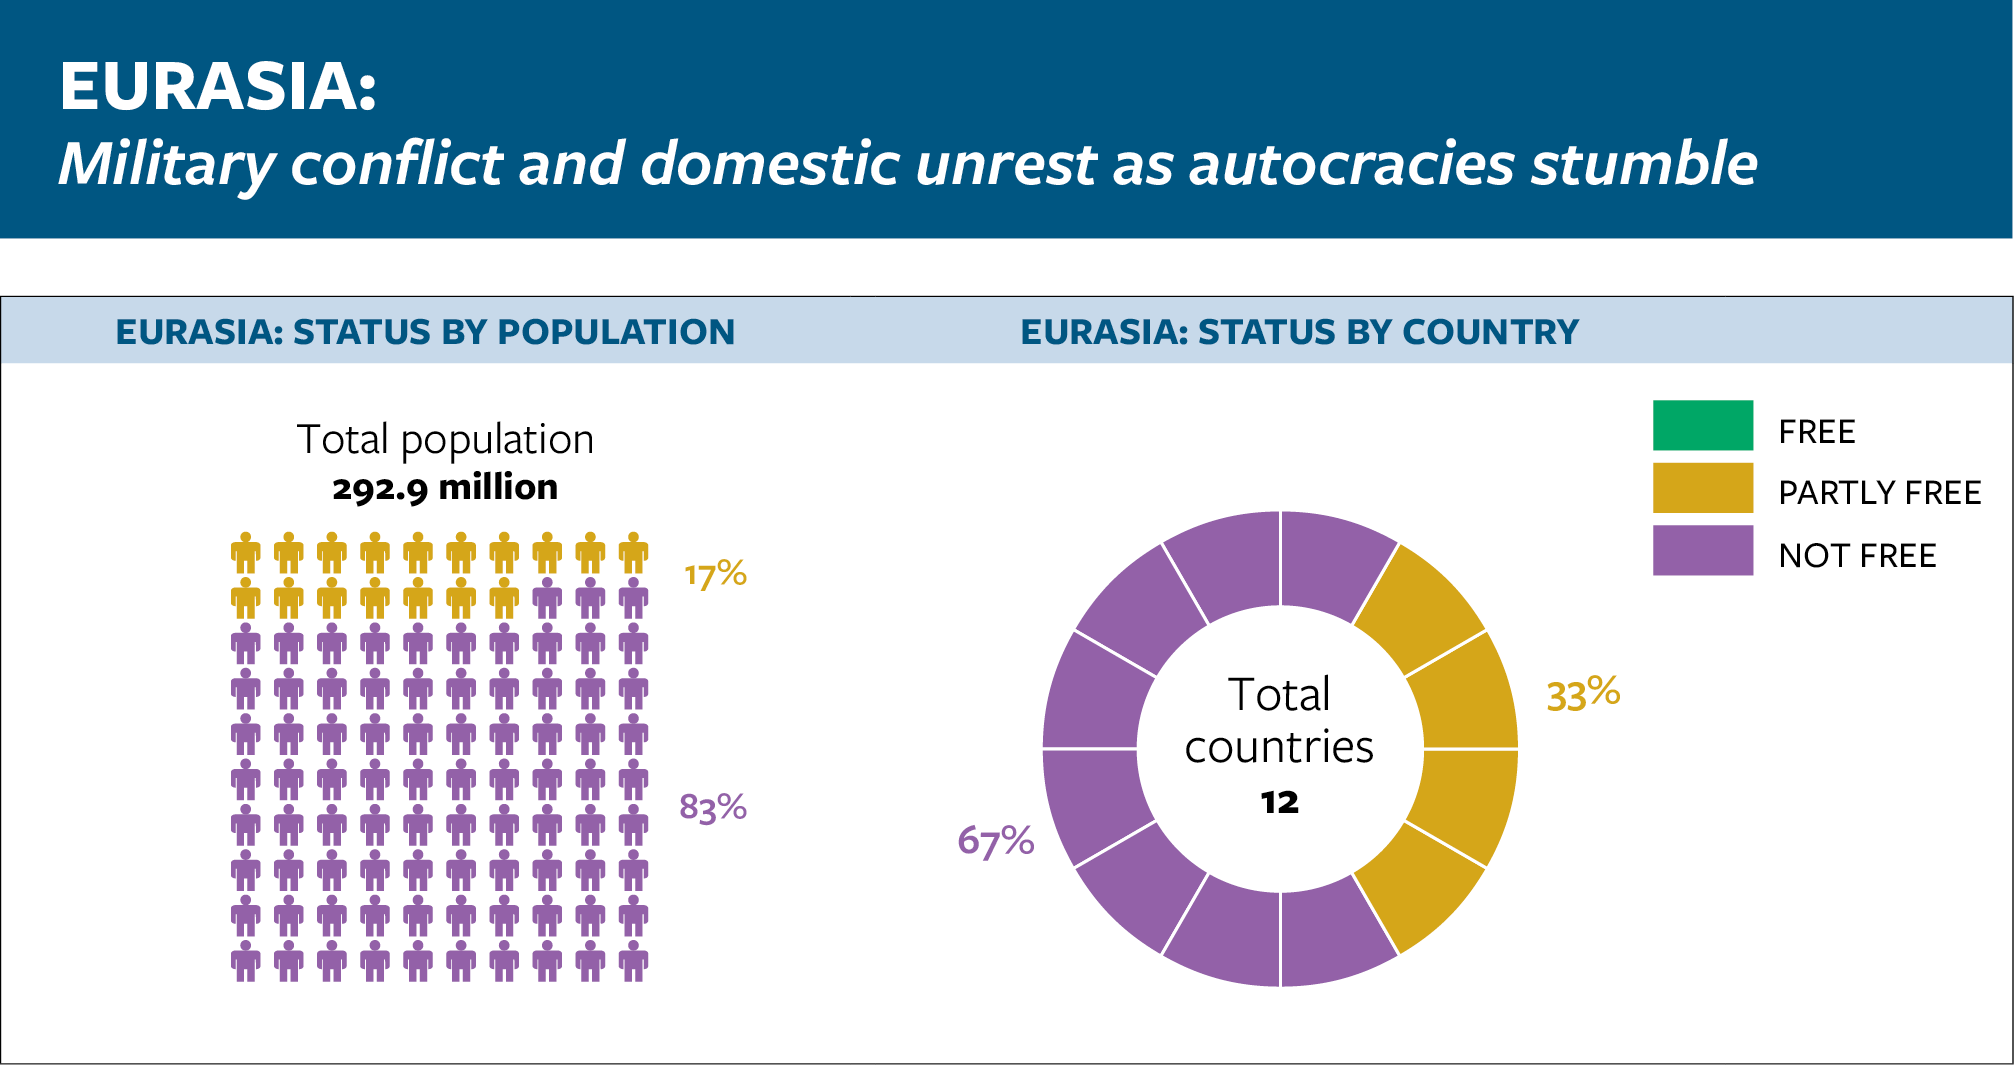 EURASIA:
Military conflict and domestic unrest as autocracies stumble
EURASIA: STATUS BY POPULATION
Total population
292.9 million
17%
83%
EURASIA: STATUS BY COUNTRY
FREE
PARTLY FREE
NOT FREE
33%
67%
Total
countries
12